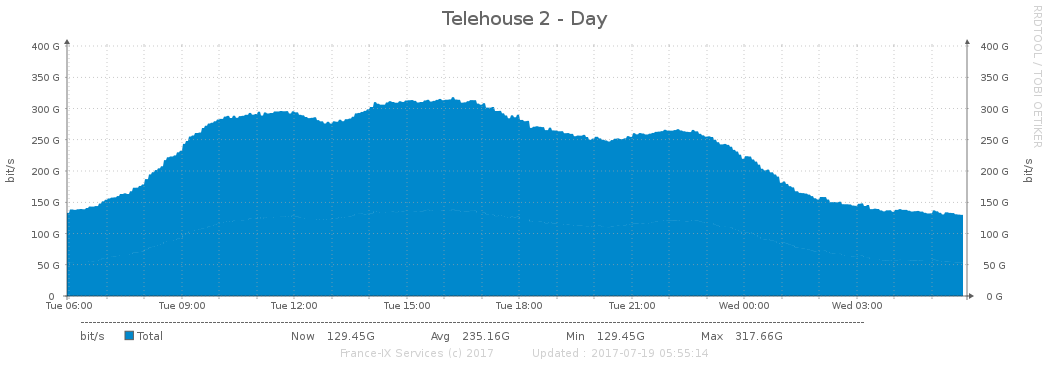 Telehouse 2 - Day
RRDTOOL / TOBI OETIKER
bit/s
400 G 400 G
350 G 350 G
300 G 300 G
250 G 250 G
200 G 200 G
150 G 150 G
100 G 100 G
50 G 50 G
0 0 G
bit/s
Tue 06:00 Tue 09:00 Tue 12:00 Tue 15:00 Tue 18:00 Tue 21:00 Wed 00:00 Wed 03:00
bit/s Total Now 129.45G Avg 235.16G Min 129.45G Max 317.66G
France-IX Services (c) 2017 Updated : 2017-07-19 05:55:14